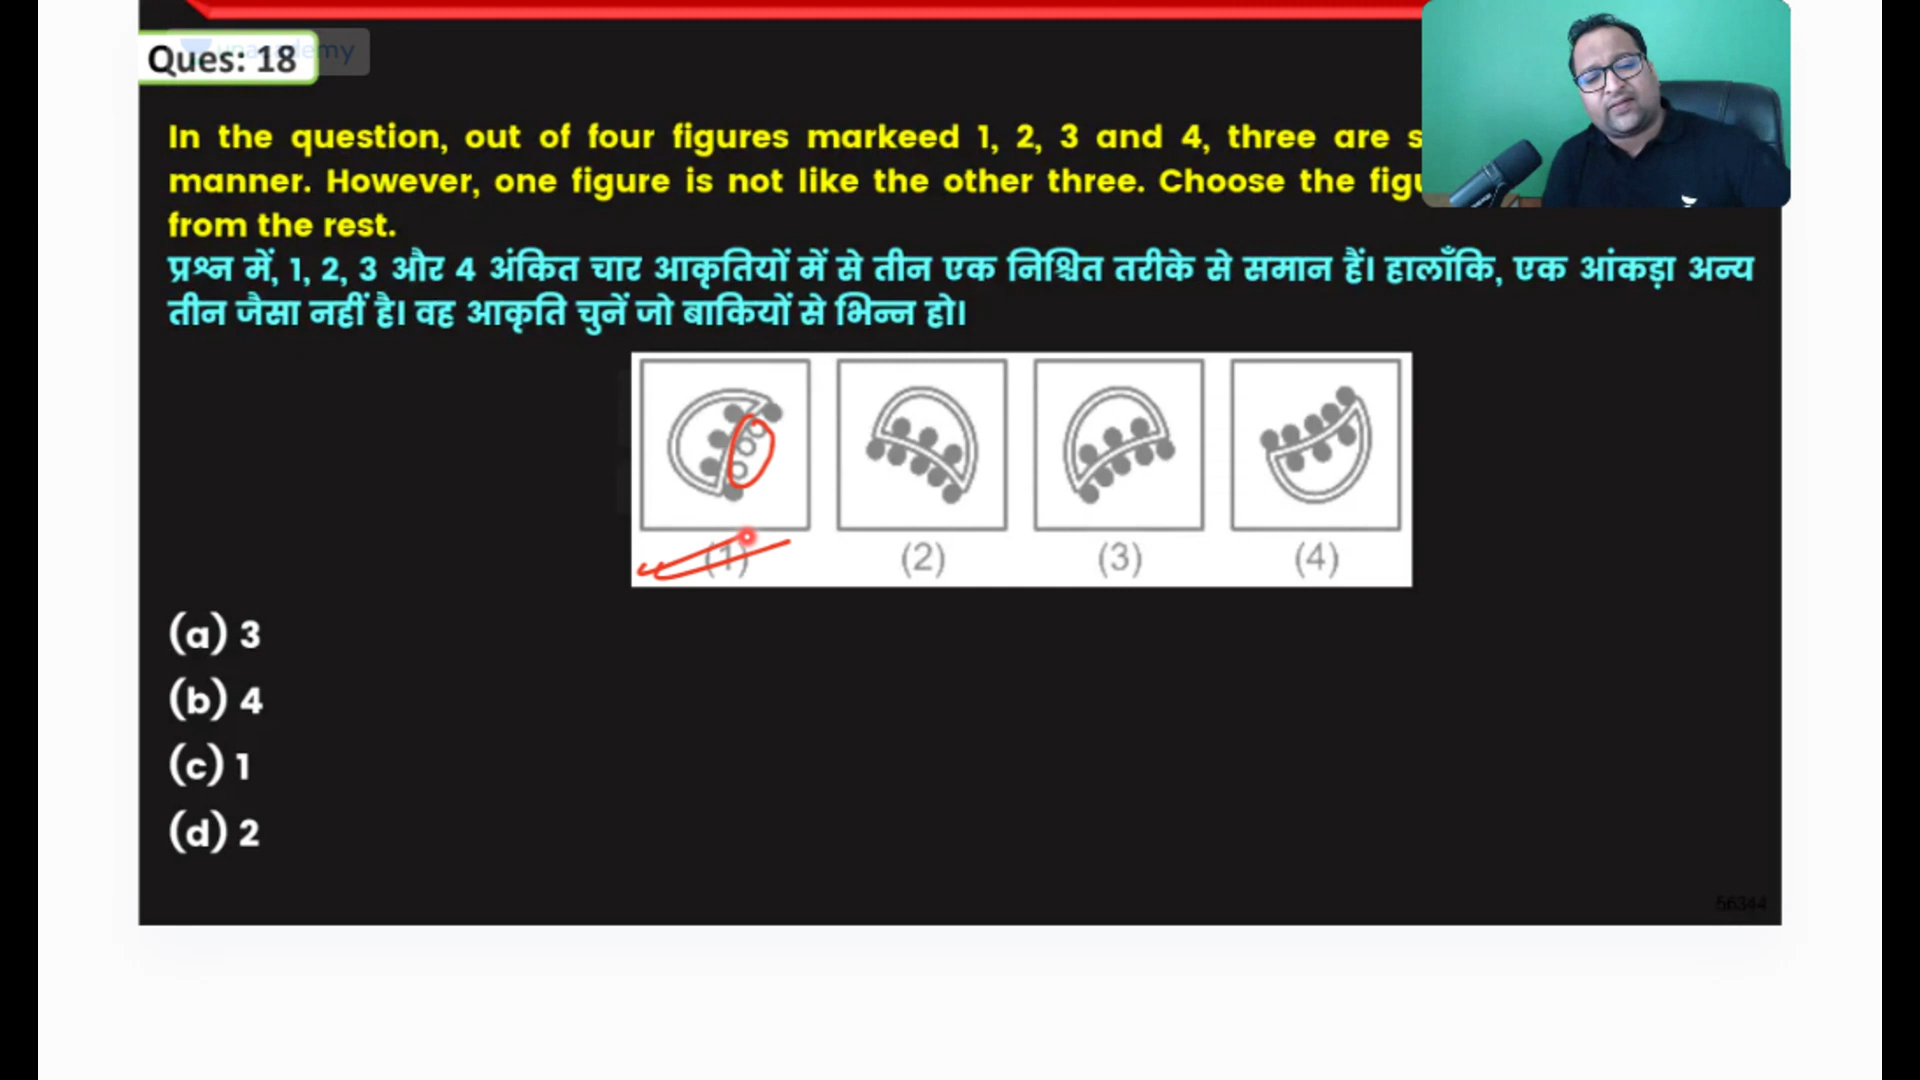 Ques: 18
In the question, out of four figures markeed 1, 2, 3 and 4, three are
manner. However, one figure is not like the other three. Choose the
from the rest.
प्रश्न में, 1, 2, 3 और 4 अंकित चार आकृतियों में से तीन एक निश्चित तरीके से समान हैं। हालाँकि, एक आंकड़ा अन्य
तीन जैसा नहीं है। वह आकृति चुनें जो बाकियों से भिन्न हो।
(1) (2) (3) (4)
(a) 3
(b) 4
(c) 1
(d) 2
56344